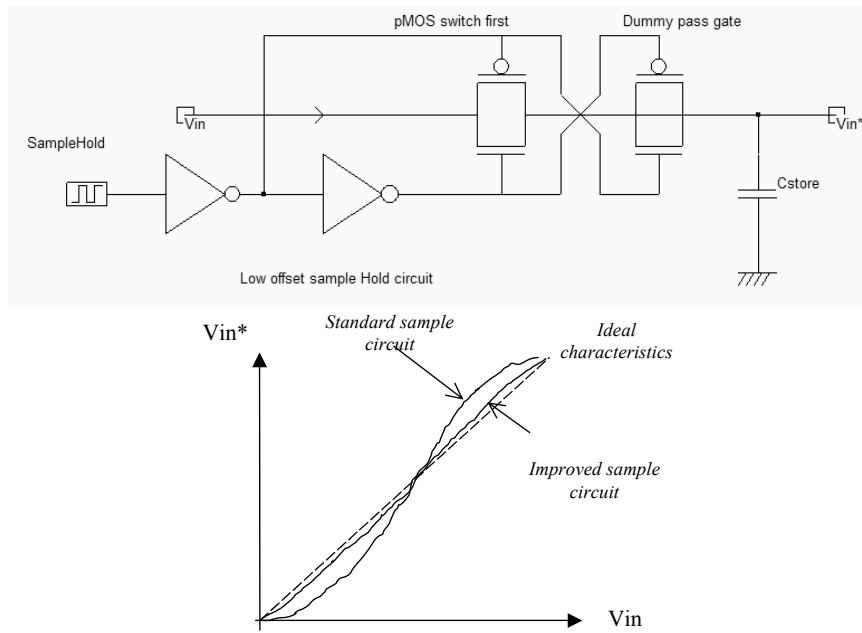 pMOS switch first
Dummy pass gate
Vin
Vin*
SampleHold
Cstore
Low offset sample Hold circuit
Vin*
Standard sample
circuit
Ideal
characteristics
Improved sample
circuit
Vin